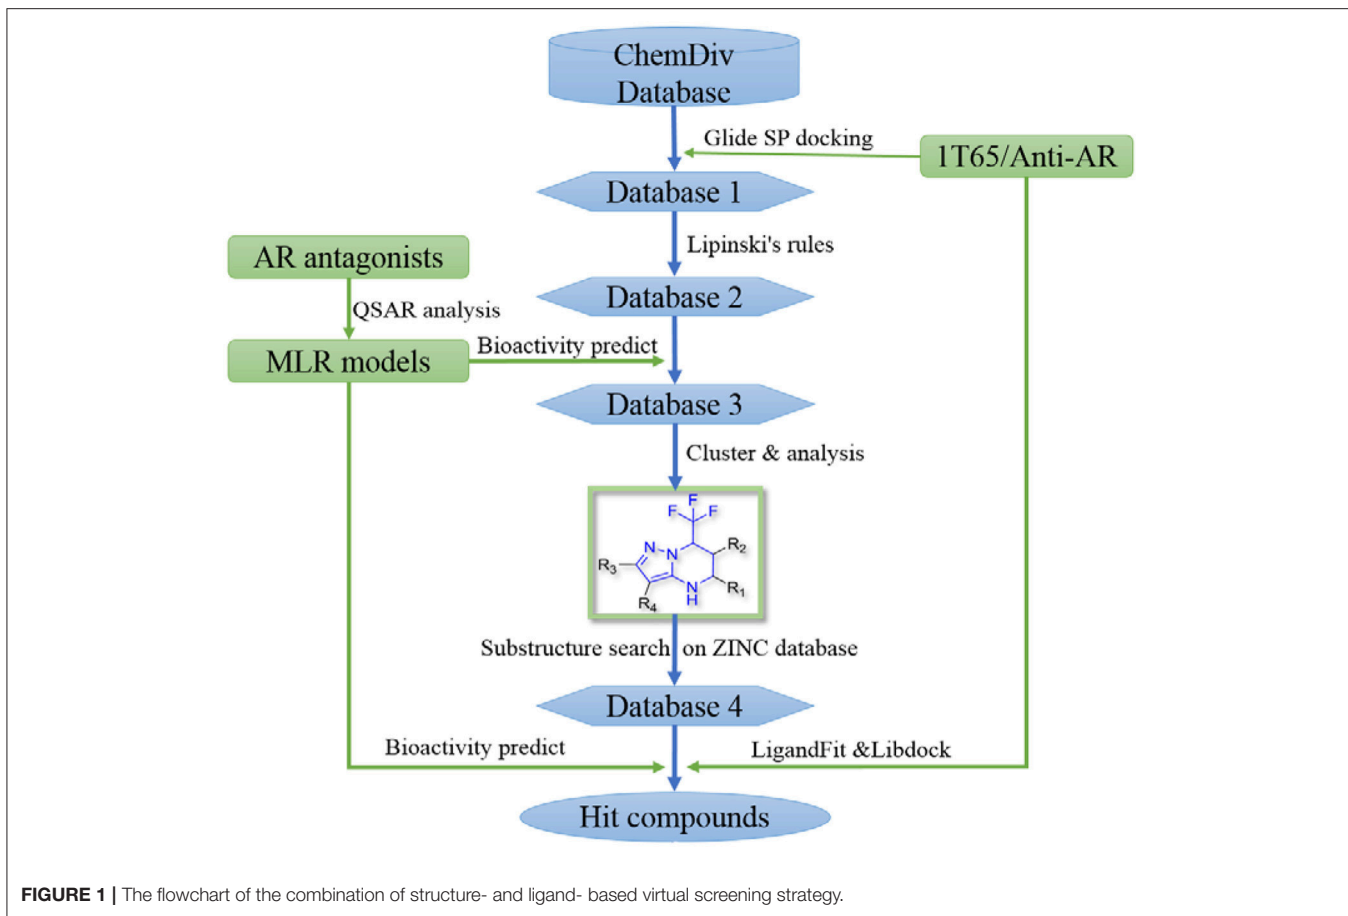 ChemDiv
Database
Glide SP docking
1T65/Anti-AR
Database 1
Lipinski's rules
AR antagonists
Database 2
QSAR analysis
MLR models
Bioactivity predict
Database 3
Cluster & analysis
F
F
F
N
N
R2
R3
R4
N
H
R1
Substructure search on ZINC database
Database 4
Bioactivity predict
LigandFit &Libdock
Hit compounds
FIGURE 1 | The flowchart of the combination of structure- and ligand- based virtual screening strategy.